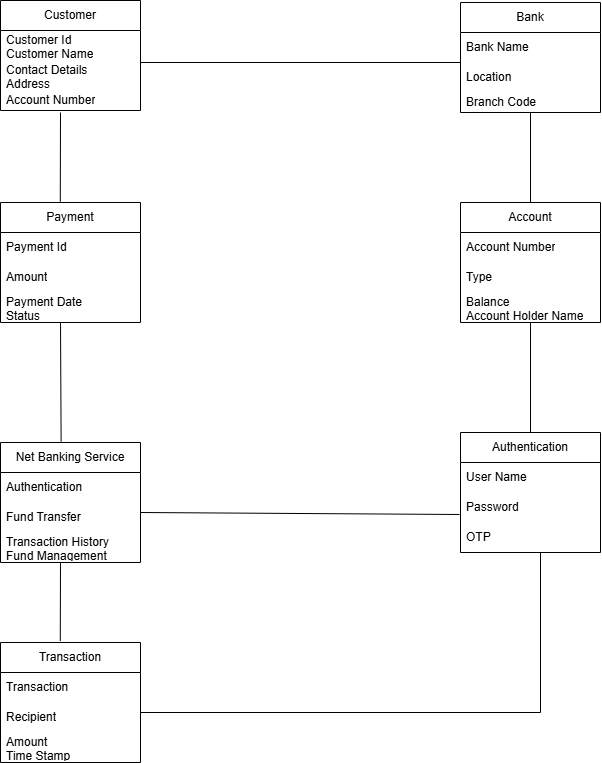 Customer
Customer Id
Customer Name
Contact Details
Address
Account Number
Bank
Bank Name
Location
Branch Code
Payment
Payment Id
Amount
Payment Date
Status
Account
Account Number
Type
Balance
Account Holder Name
Net Banking Service
Authentication
Fund Transfer
Transaction History
Fund Management
Authentication
User Name
Password
OTP
Transaction
Transaction
Recipient
Amount
Time Stamp